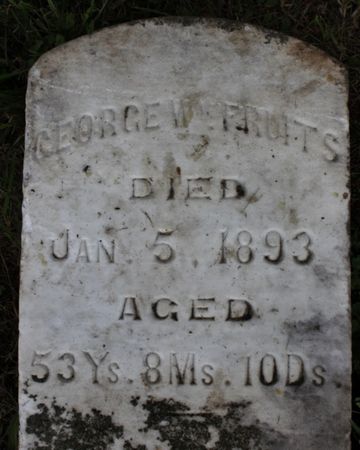 GEORGE W. FRUITS
DIED
JAN 5, 1893
AGED
53 Ys. 8 Ms. 10 Ds.